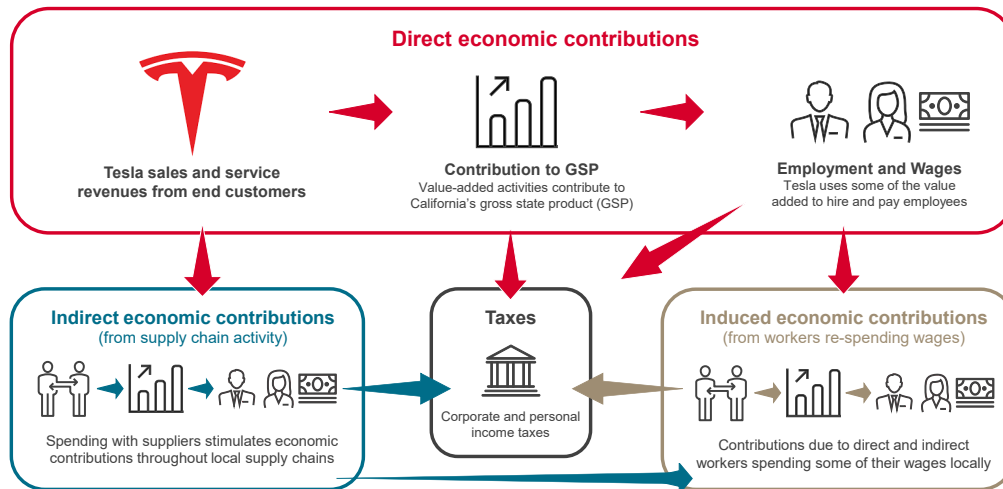 Direct economic contributions
Tesla sales and service
revenues from end customers
Contribution to GSP
Value-added activities contribute to
California's gross state product (GSP)
Employment and Wages
Tesla uses some of the value
added to hire and pay employees
Indirect economic contributions
(from supply chain activity)
Spending with suppliers stimulates economic
contributions throughout local supply chains
Taxes
Corporate and personal
income taxes
Induced economic contributions
(from workers re-spending wages)
Contributions due to direct and indirect
workers spending some of their wages locally